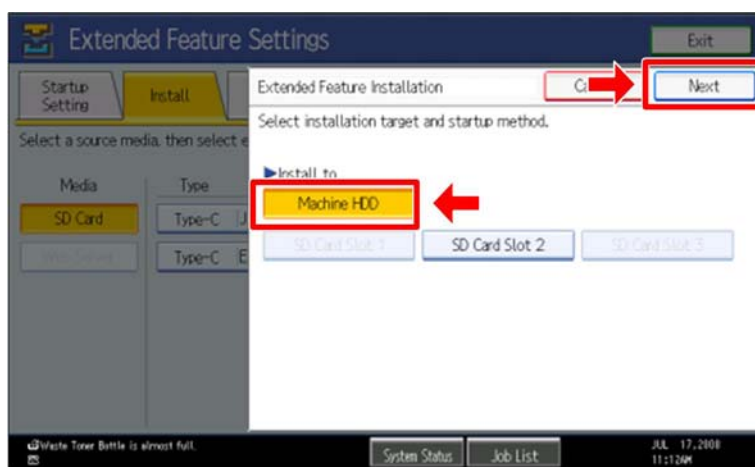 Extended Feature Settings
Exit
Startup
Setting
Install
Select a source media, then select e
Media
Type
SD Card
Type-C J
Type-C E
Extended Feature Installation
Ca
Next
Select installation target and startup method.
▶Install to
Machine HDD
SD Card Slot 1
SD Card Slot 2
SD Card Slot 3
Waste Toner Bottle is almost full.
System Status
Job List
JUL 17,2008
11:12AM